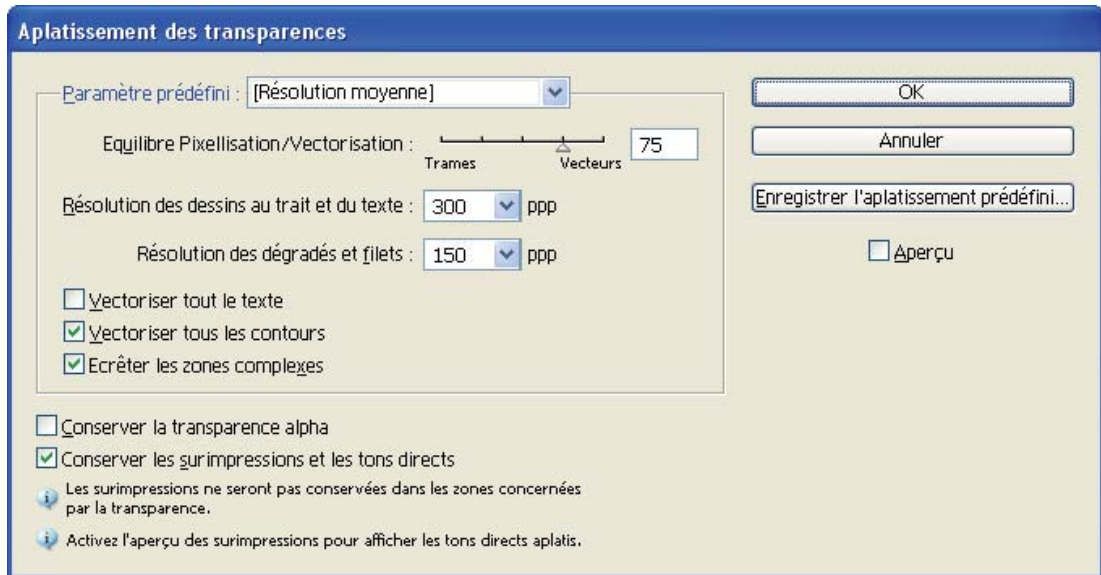 Aplatissement des transparences
Paramètre prédéfini : [Résolution moyenne]
OK
Equilibre Pixellisation/Vectorisation : 75
Trames Vecteurs
Annuler
Résolution des dessins au trait et du texte : 300 ppp
Enregistrer l'aplatissement prédéfini...
Résolution des dégradés et filets : 150 ppp
Aperçu
Vectoriser tout le texte
Vectoriser tous les contours
Ecrêter les zones complexes
Conserver la transparence alpha
Conserver les surimpressions et les tons directs
Les surimpressions ne seront pas conservées dans les zones concernées
par la transparence.
Activez l'aperçu des surimpressions pour afficher les tons directs aplatis.